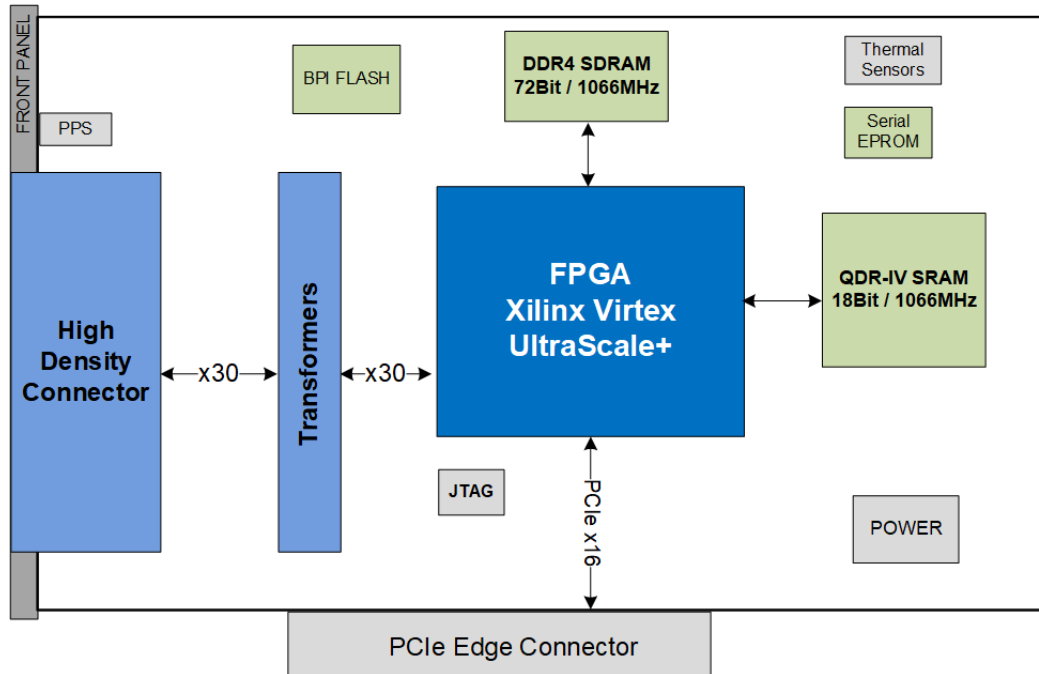 FRONT PANEL
PPS
BPI FLASH
DDR4 SDRAM
72Bit / 1066MHz
Thermal
Sensors
Serial
EPROM
High
Density
Connector
x30
Transformers
x30
FPGA
Xilinx Virtex
UltraScale+
QDR-IV SRAM
18Bit / 1066MHz
JTAG
PCIe x16
POWER
PCIe Edge Connector